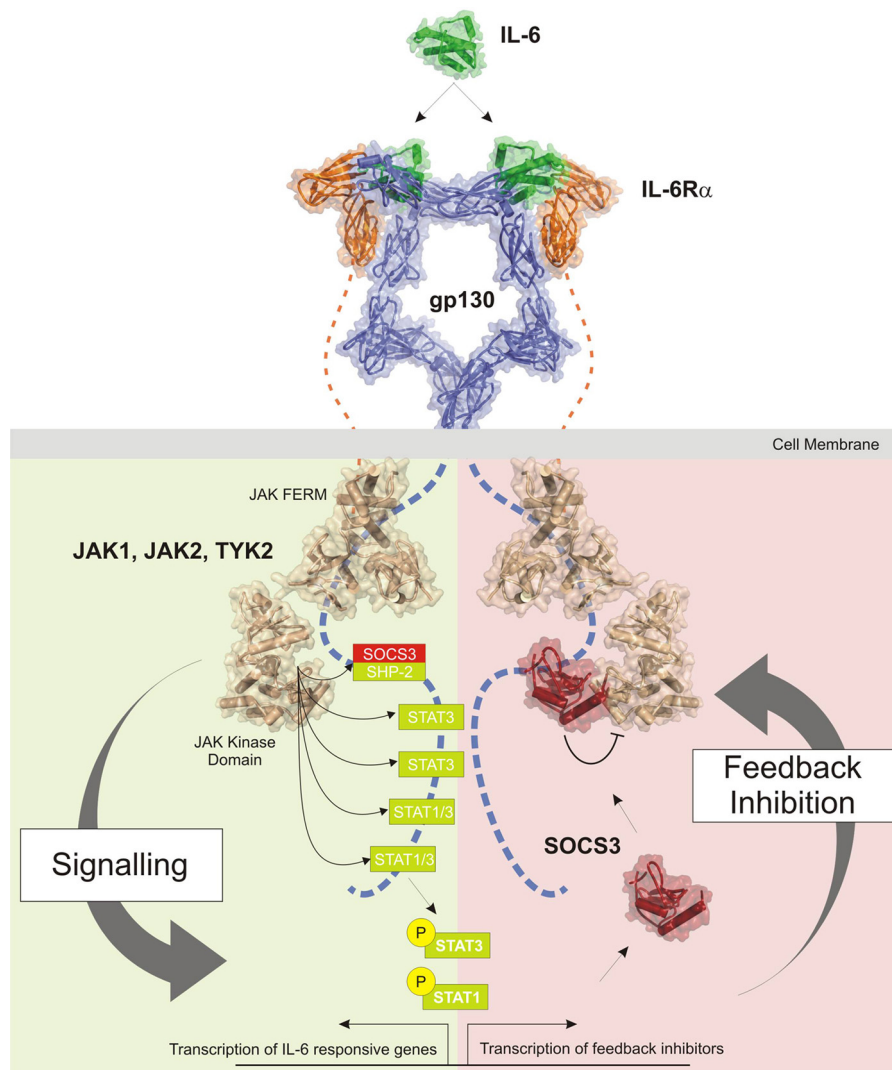 IL-6
IL-6Rα
gp130
Cell Membrane
JAK FERM
JAK1, JAK2, TYK2
SOCS3
SHP-2
STAT3
JAK Kinase
Domain
STAT3
STAT1/3
STAT1/3
Signalling
Feedback
Inhibition
SOCS3
P
STAT3
P
STAT1
Transcription of IL-6 responsive genes
Transcription of feedback inhibitors